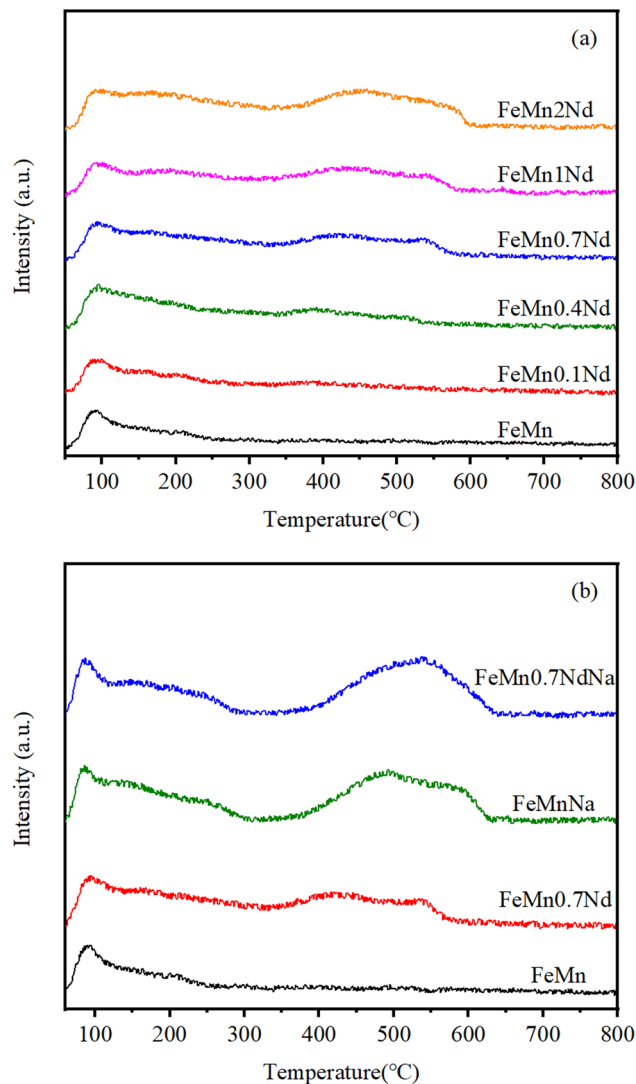 (a)
FeMn2Nd
FeMn1Nd
FeMn0.7Nd
FeMn0.4Nd
FeMn0.1Nd
FeMn
Intensity (a.u.)
100 200 300 400 500 600 700 800
Temperature(℃)
(b)
FeMn0.7NdNa
FeMnNa
FeMn0.7Nd
FeMn
Intensity (a.u.)
100 200 300 400 500 600 700 800
Temperature(℃)